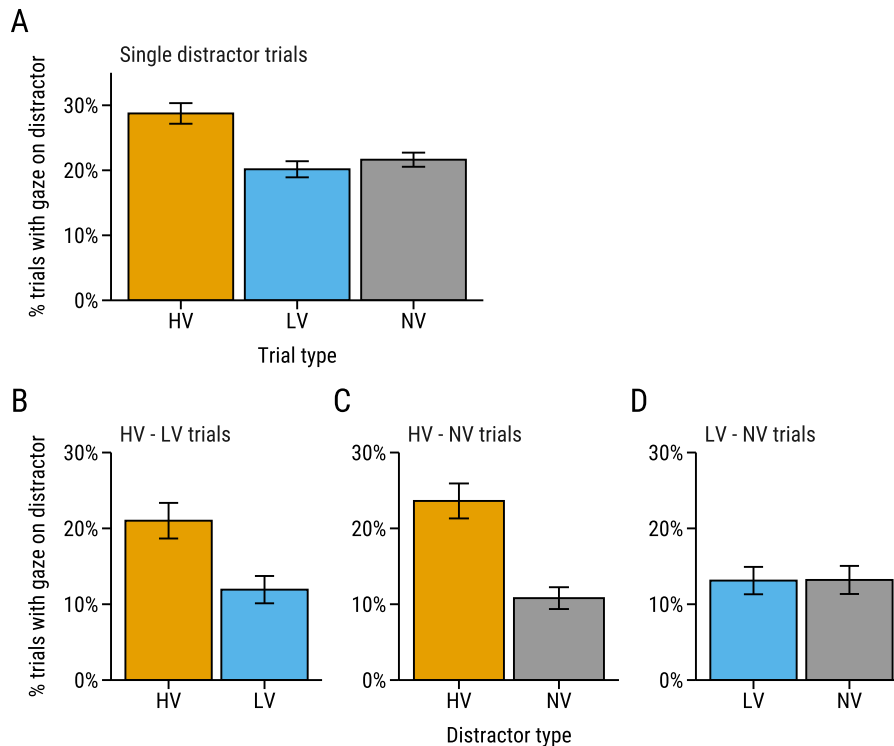 A
Single distractor trials
% trials with gaze on distractor
30%
20%
10%
0%
HV LV NV
Trial type
B
HV - LV trials
% trials with gaze on distractor
30%
20%
10%
0%
HV LV
C
HV - NV trials
30%
20%
10%
0%
HV NV
Distractor type
D
LV - NV trials
30%
20%
10%
0%
LV NV